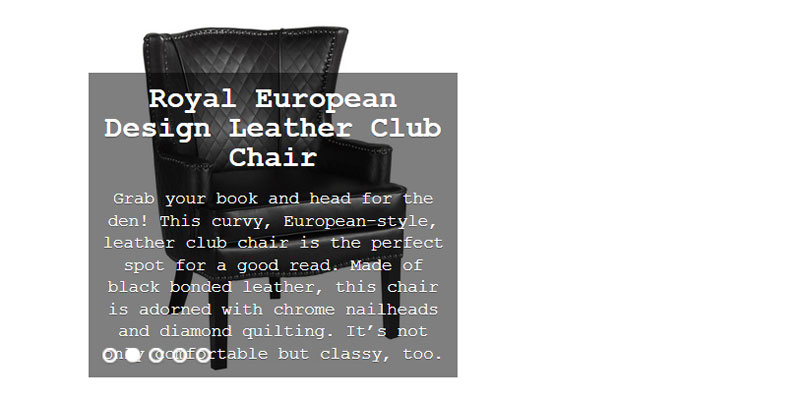 Royal European
Design Leather Club
Chair
Grab your book and head for the
den! This curvy, European-style,
leather club chair is the perfect
spot for a good read. Made of
black bonded leather, this chair
is adorned with chrome nailheads
and diamond quilting. It’s not
only comfortable but classy, too.